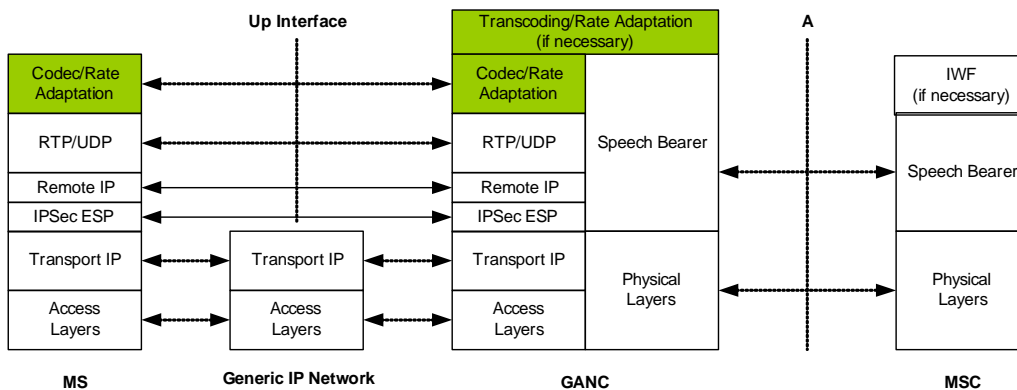 Up Interface
Transcoding/Rate Adaptation
(if necessary)
A
Codec/Rate
Adaptation
Codec/Rate
Adaptation
IWF
(if necessary)
RTP/UDP
RTP/UDP
Speech Bearer
Speech Bearer
Remote IP
Remote IP
IPSec ESP
IPSec ESP
Transport IP
Transport IP
Transport IP
Physical
Layers
Physical
Layers
Access
Layers
Access
Layers
Access
Layers
MS
Generic IP Network
GANC
MSC